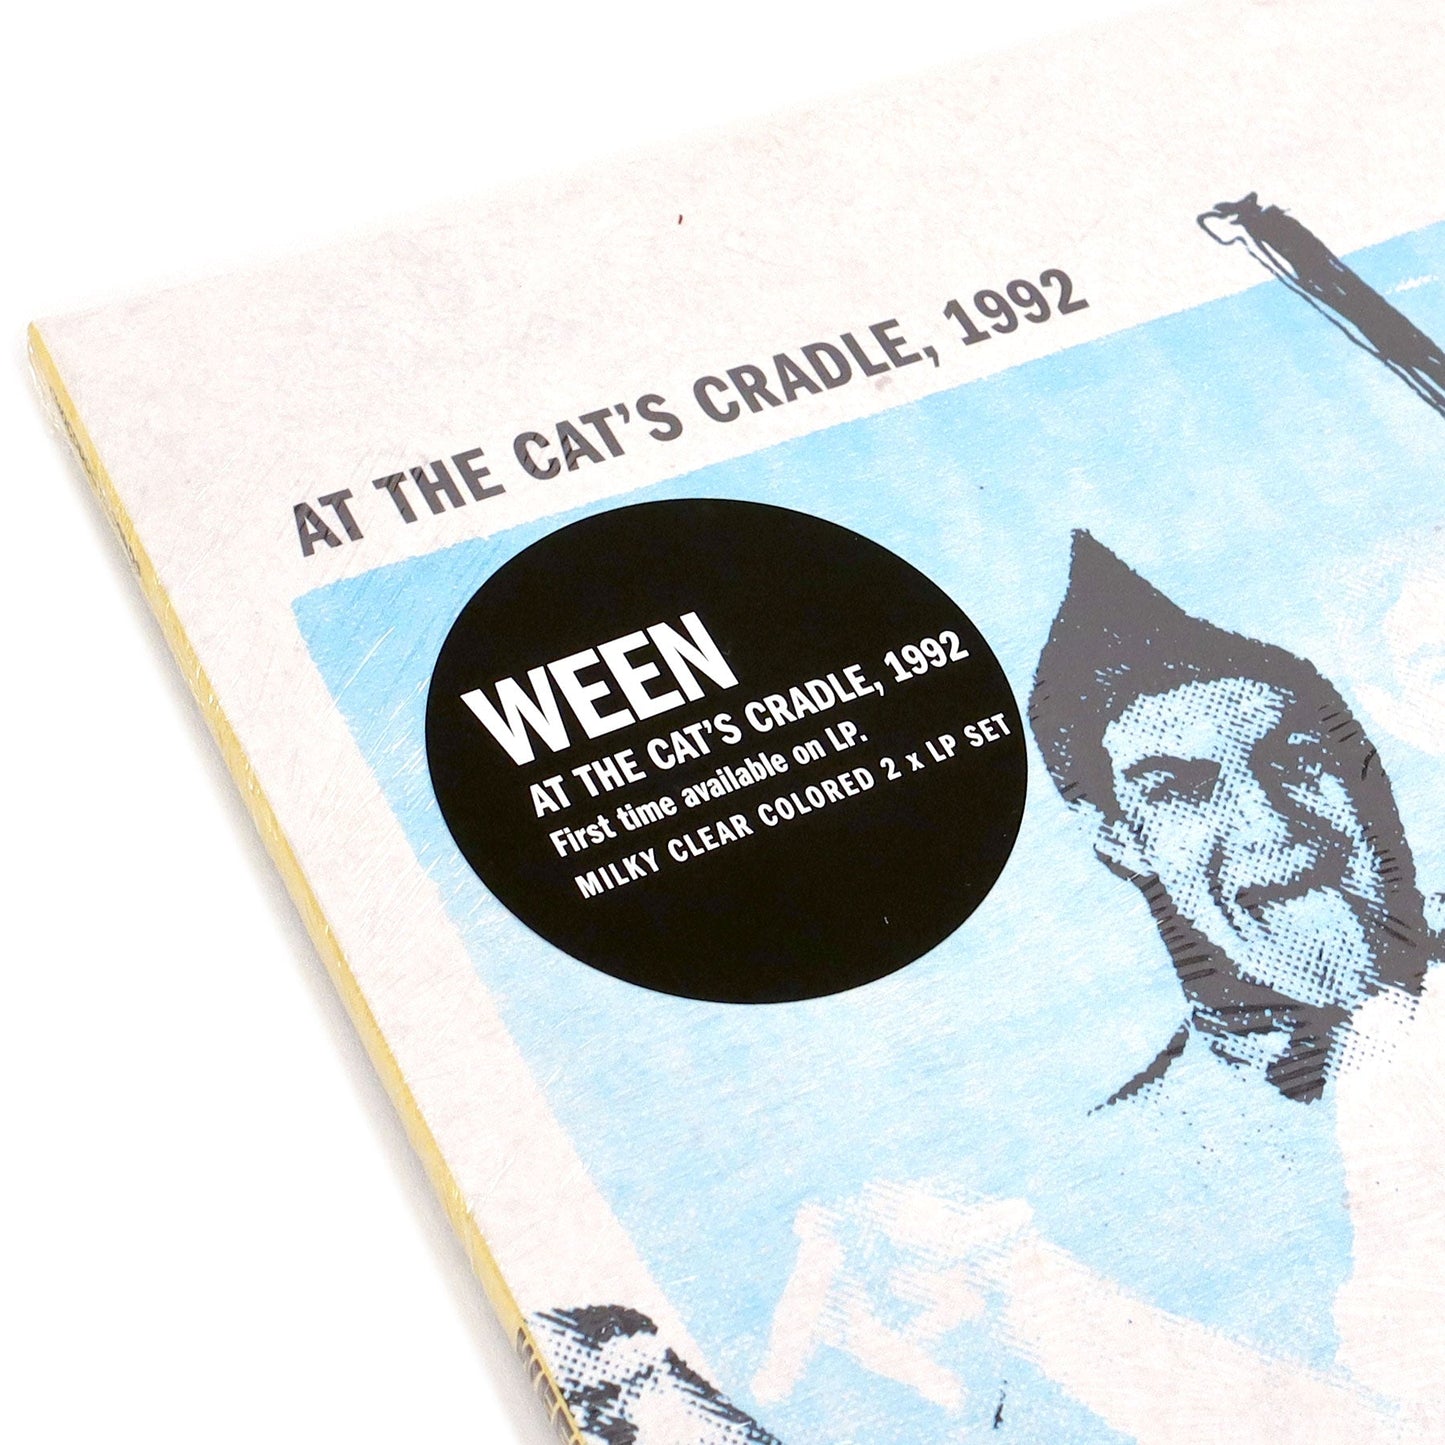 AT THE CAT'S CRADLE, 1992
WEEN
AT THE CAT'S CRADLE, 1992
First time available on LP.
MILKY CLEAR COLORED 2 x LP SET